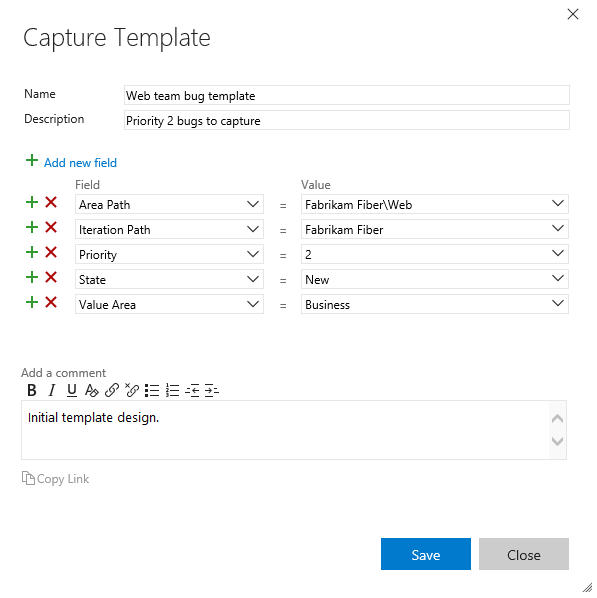 Capture Template
Name Web team bug template
Description Priority 2 bugs to capture
Add new field
Field Value
Area Path = Fabrikam Fiber\Web
Iteration Path = Fabrikam Fiber
Priority = 2
State = New
Value Area = Business
Add a comment
B I U A
Initial template design.
Copy Link
Save Close